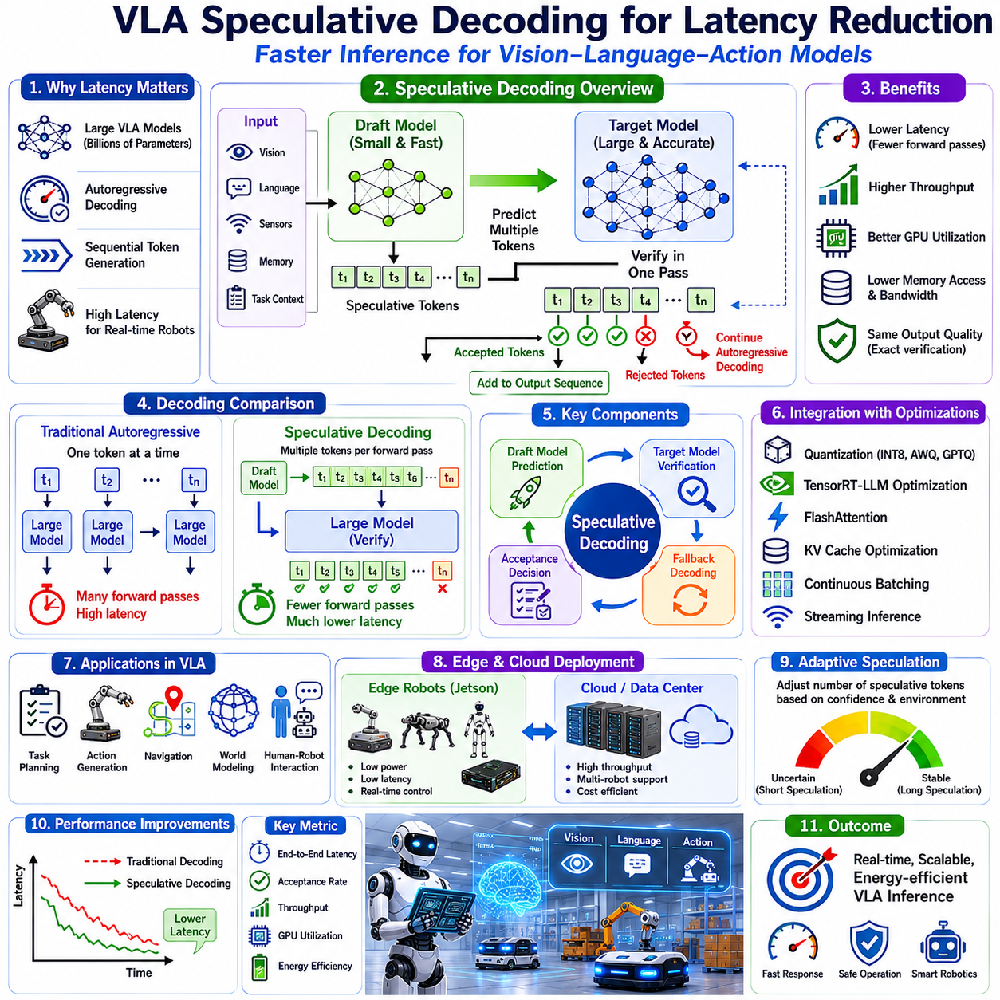 VLA Speculative Decoding for Latency Reduction
Faster Inference for Vision–Language–Action Models
1. Why Latency Matters
Large VLA Models
(Billions of Parameters)
Autoregressive
Decoding
Sequential Token
Generation
High Latency
for Real-time Robots
2. Speculative Decoding Overview
Input
Vision
Language
Sensors
Memory
Task Context
Draft Model
(Small & Fast)
Predict
Multiple
Tokens
Target Model
(Large & Accurate)
t1 t2 t3 t4 ··· tn
Speculative Tokens
Verify in
One Pass
t1 t2 t3 t4 ··· tn
Accepted Tokens
Add to Output Sequence
Rejected Tokens
Continue
Autoregressive
Decoding
3. Benefits
Lower Latency
(Fewer forward passes)
Higher Throughput
Better GPU Utilization
Lower Memory Access
& Bandwidth
Same Output Quality
(Exact verification)
4. Decoding Comparison
Traditional Autoregressive
One token at a time
t1 t2 ··· tn
Large
Model
Large
Model
Large
Model
Many forward passes
High latency
Speculative Decoding
Multiple tokens per forward pass
Draft
Model
t1 t2 t3 t4 t5 t6 ··· tn
Large Model
(Verify)
t1 t2 t3 t4 t5 ··· tn
Fewer forward passes
Much lower latency
5. Key Components
Draft Model
Prediction
Target Model
Verification
Speculative
Decoding
Acceptance
Decision
Fallback
Decoding
6. Integration with Optimizations
Quantization (INT8, AWQ, GPTQ)
TensorRT-LLM Optimization
FlashAttention
KV Cache Optimization
Continuous Batching
Streaming Inference
7. Applications in VLA
Task
Planning
Action
Generation
Navigation
World
Modeling
Human-Robot
Interaction
8. Edge & Cloud Deployment
Edge Robots (Jetson)
• Low power
• Low latency
• Real-time control
Cloud / Data Center
• High throughput
• Multi-robot support
• Cost efficient
9. Adaptive Speculation
Adjust number of speculative tokens
based on confidence & environment
Uncertain
(Short Speculation)
Stable
(Long Speculation)
10. Performance Improvements
Latency
Traditional Decoding
Speculative Decoding
Lower
Latency
Time
Key Metric
End-to-End Latency
Acceptance Rate
Throughput
GPU Utilization
Energy Efficiency
Vision
Language
Action
11. Outcome
Real-time, Scalable,
Energy-efficient
VLA Inference
Fast Response
Safe Operation
Smart Robotics